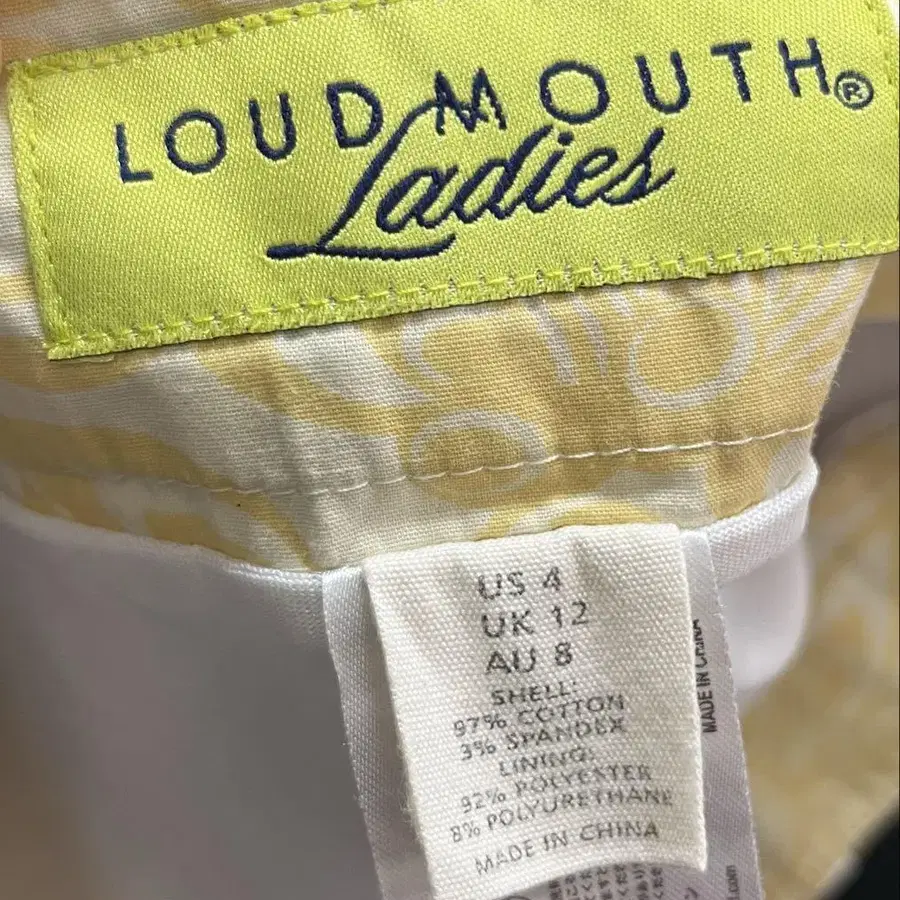 LOUDMOUTH®
Ladies
US 4
UK 12
AU 8
SHELL:
97% COTTON
3% SPANDEX
LINING:
92% POLYESTER
8% POLYURETHANE
MADE IN CHINA
MADE IN CHINA